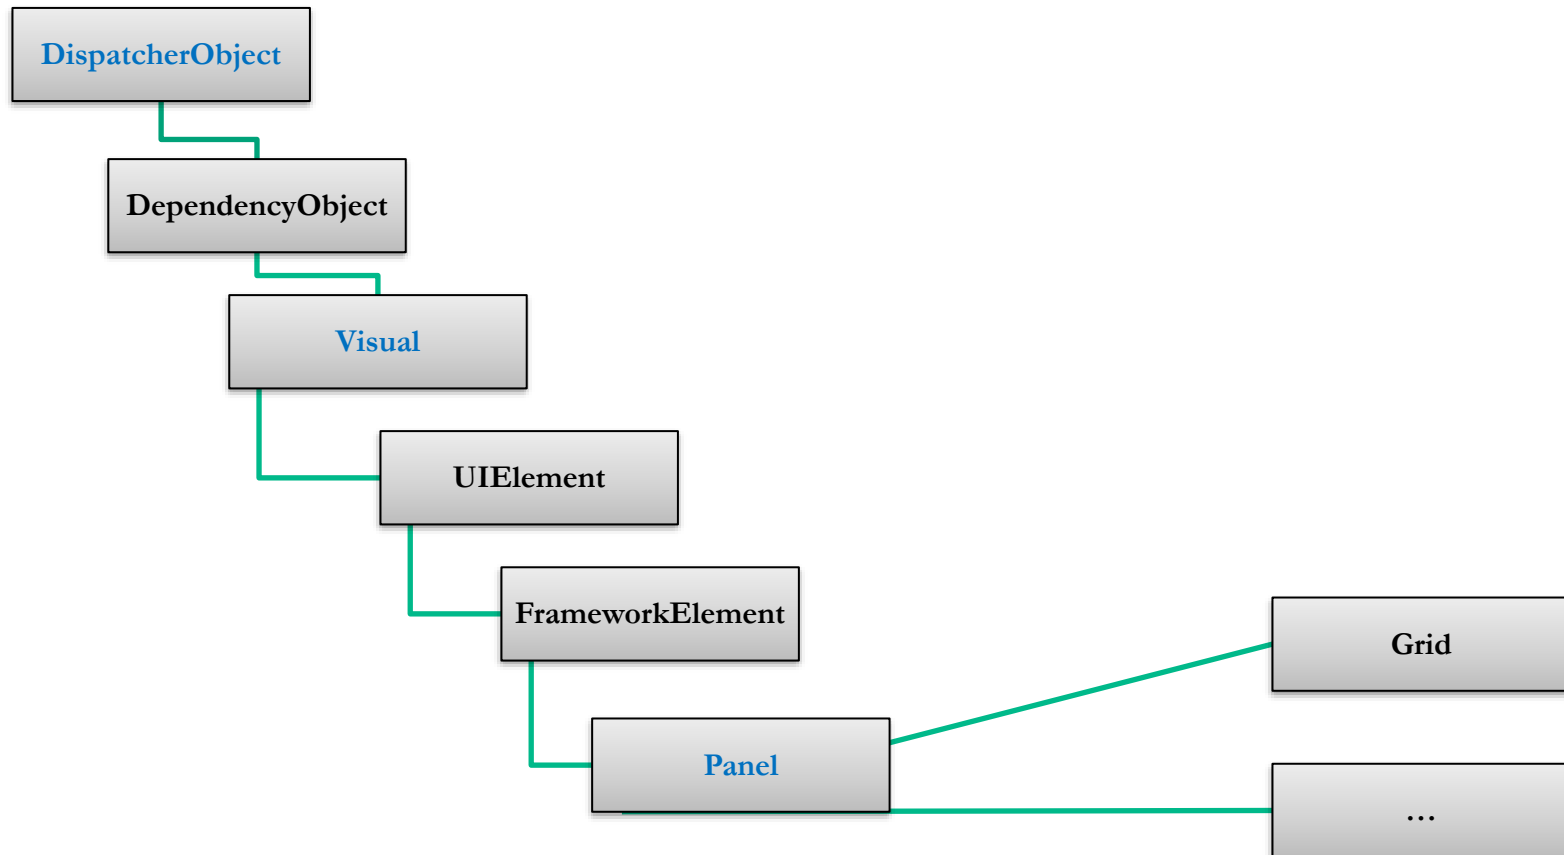 DispatcherObject
DependencyObject
Visual
UIElement
FrameworkElement
Grid
Panel
...